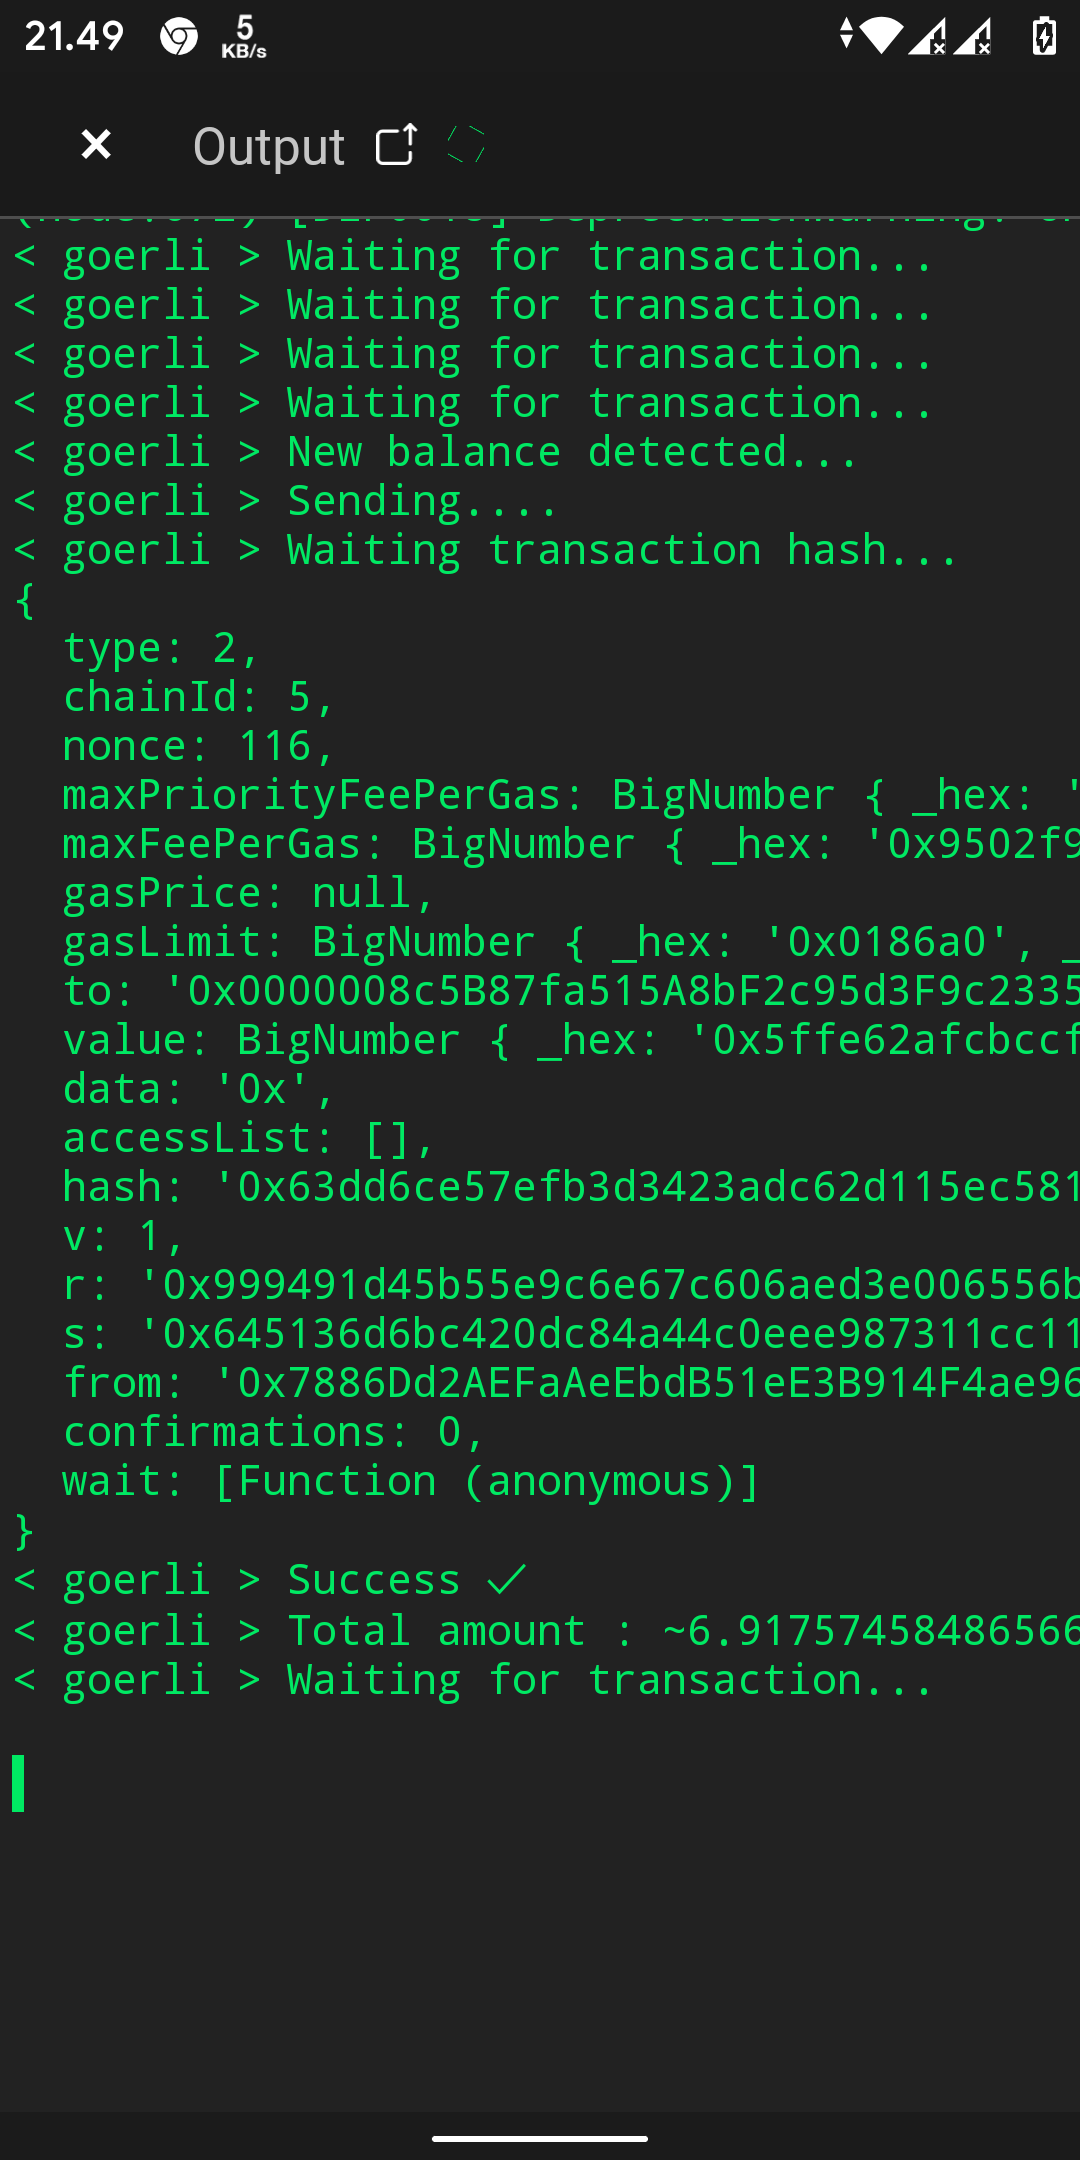 21.49
5
KB/s
Output
(node:672) [DEP0018] DeprecationWarning:
< goerli > Waiting for transaction...
< goerli > Waiting for transaction...
< goerli > Waiting for transaction...
< goerli > Waiting for transaction...
< goerli > New balance detected...
< goerli > Sending....
< goerli > Waiting transaction hash...
{
type: 2,
chainId: 5,
nonce: 116,
maxPriorityFeePerGas: BigNumber { _hex: '
maxFeePerGas: BigNumber { _hex: '0x9502f9
gasPrice: null,
gasLimit: BigNumber { _hex: '0x0186a0', _
to: '0x0000008c5B87fa515A8bF2c95d3F9c2335
value: BigNumber { _hex: '0x5ffe62afcbccf
data: '0x',
accessList: [],
hash: '0x63dd6ce57efb3d3423adc62d115ec581
v: 1,
r: '0x999491d45b55e9c6e67c606aed3e006556b
s: '0x645136d6bc420dc84a44c0eee987311cc11
from: '0x7886Dd2AEFaAeEbdB51eE3B914F4ae96
confirmations: 0,
wait: [Function (anonymous)]
}
< goerli > Success ✓
< goerli > Total amount : ~6.91757458486566
< goerli > Waiting for transaction...